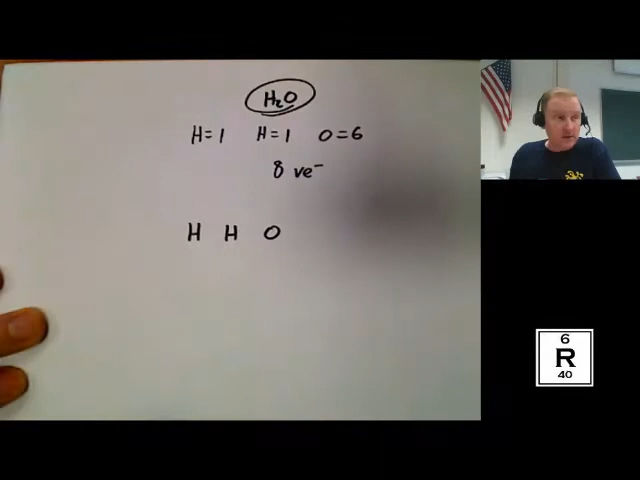 H₂O
H=1 H=1 O=6
8 ve⁻
H H O
6
R
40